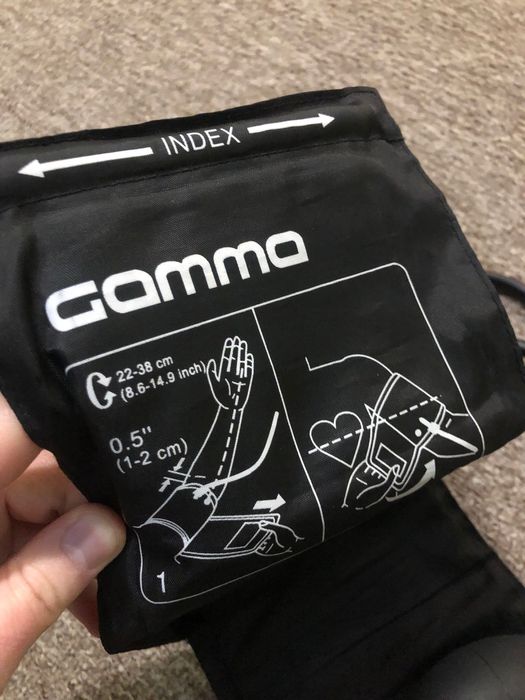 INDEX
Gamma
22-38 cm
(8.6-14.9 inch)
0.5"
(1-2 cm)
1